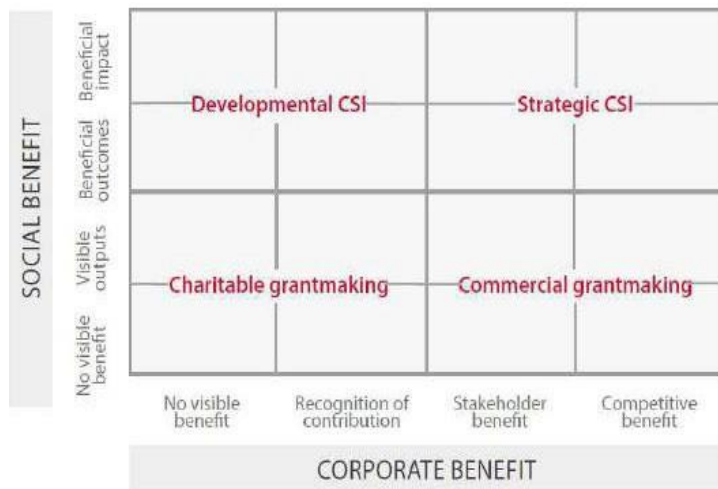 SOCIAL BENEFIT
Beneficial
impact
Beneficial
outcomes
Visible
outputs
No visible
benefit
Developmental CSI
Strategic CSI
Charitable grantmaking
Commercial grantmaking
No visible
benefit
Recognition of
contribution
Stakeholder
benefit
Competitive
benefit
CORPORATE BENEFIT